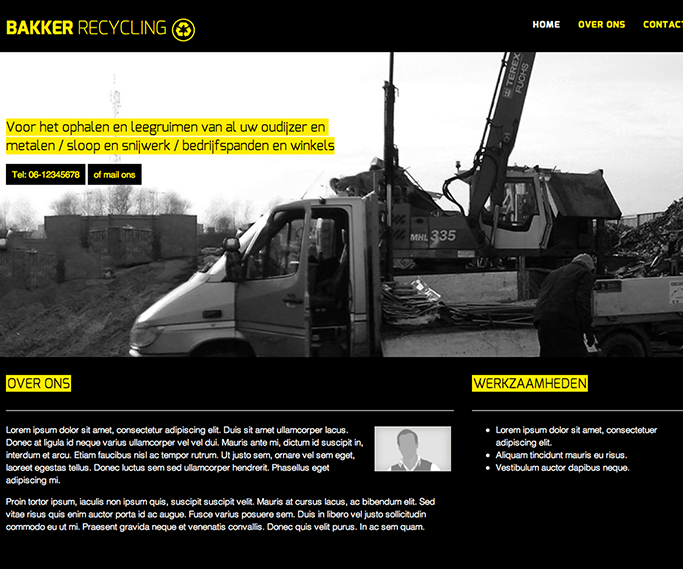 BAKKER RECYCLING
HOME OVER ONS CONTACT
Voor het ophalen en leegruimen van al uw oudijzer en
metalen / sloop en snijwerk / bedrijfspanden en winkels
Tel: 06-12345678 of mail ons
TEREX
FUCHS
MHL 335
OVER ONS
Lorem ipsum dolor sit amet, consectetur adipiscing elit. Duis sit amet ullamcorper lacus.
Donec at ligula id neque varius ullamcorper vel vel dui. Mauris ante mi, dictum id suscipit in,
interdum et arcu. Etiam faucibus nisl ac tempor rutrum. Ut justo sem, ornare vel sem eget,
laoreet egestas tellus. Donec luctus sem sed ullamcorper hendrerit. Phasellus eget
adipiscing mi.
Proin tortor ipsum, iaculis non ipsum quis, suscipit suscipit velit. Mauris at cursus lacus, ac bibendum elit. Sed
vitae risus quis enim auctor porta id ac augue. Fusce varius posuere sem. Duis in libero vel justo sollicitudin
commodo eu ut mi. Praesent gravida neque et venenatis convallis. Donec quis velit purus. In ac sem quam.
WERKZAAMHEDEN
Lorem ipsum dolor sit amet, consectetuer
adipiscing elit.
Aliquam tincidunt mauris eu risus.
Vestibulum auctor dapibus neque.